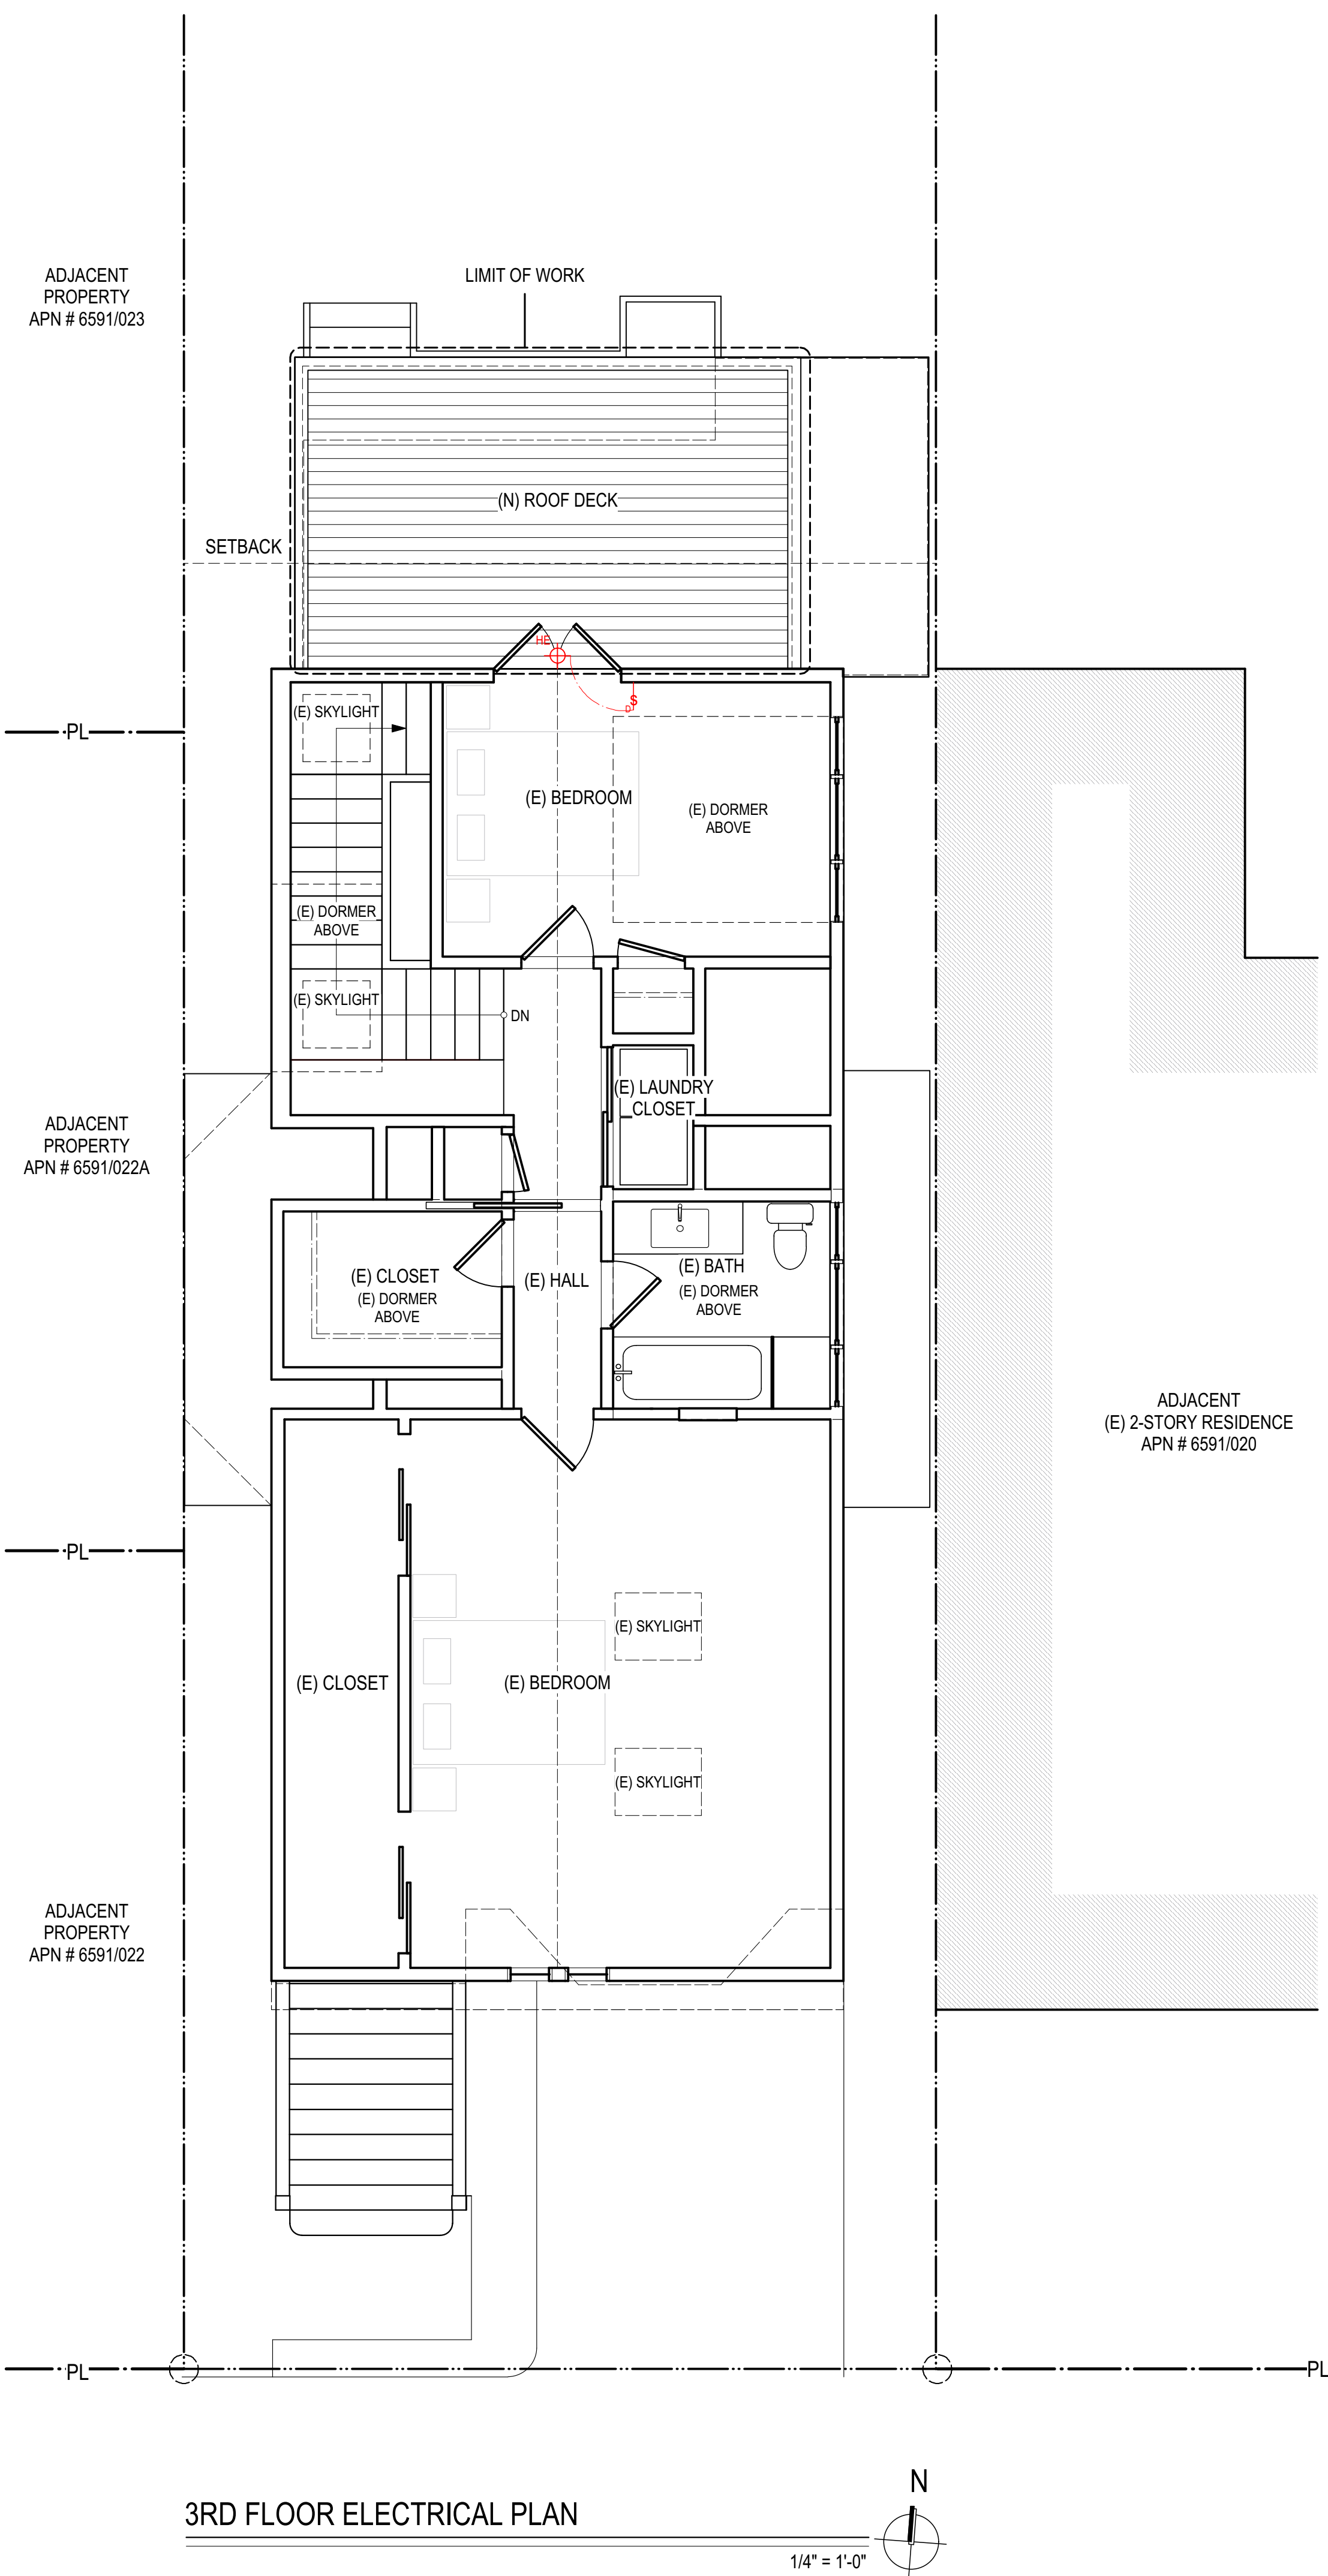 ADJACENT
PROPERTY
APN # 6591/023
LIMIT OF WORK
(N) ROOF DECK
SETBACK
HE
$
D
(E) SKYLIGHT
PL
(E) BEDROOM
(E) DORMER
ABOVE
(E) DORMER
ABOVE
(E) SKYLIGHT
DN
(E) LAUNDRY
CLOSET
ADJACENT
PROPERTY
APN # 6591/022A
(E) CLOSET
(E) DORMER
ABOVE
(E) HALL
(E) BATH
(E) DORMER
ABOVE
ADJACENT
(E) 2-STORY RESIDENCE
APN # 6591/020
PL
(E) SKYLIGHT
(E) CLOSET
(E) BEDROOM
(E) SKYLIGHT
ADJACENT
PROPERTY
APN # 6591/022
PL
PL
N
3RD FLOOR ELECTRICAL PLAN
1/4" = 1'-0"